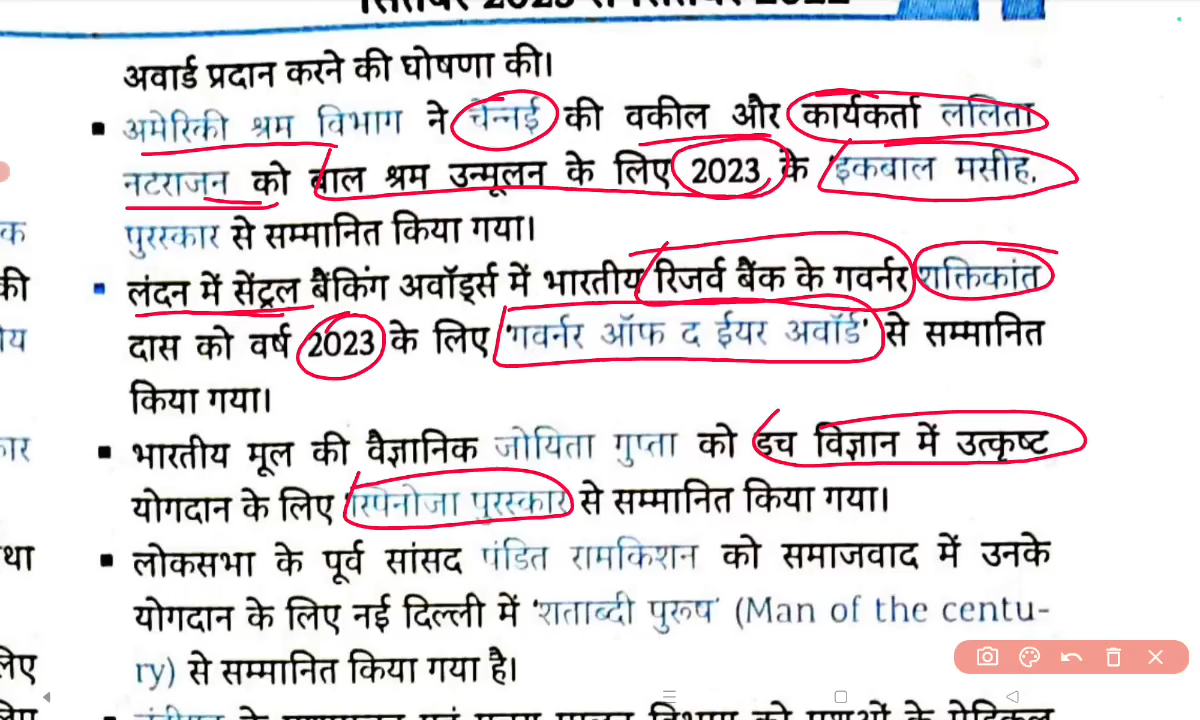 अवार्ड प्रदान करने की घोषणा की।
▪ अमेरिकी श्रम विभाग ने चेन्नई की वकील और कार्यकर्ता ललिता
नटराजन को बाल श्रम उन्मूलन के लिए 2023 के 'इकबाल मसीह
पुरस्कार से सम्मानित किया गया।
▪ लंदन में सेंट्रल बैंकिंग अवॉर्ड्स में भारतीय रिजर्व बैंक के गवर्नर शक्तिकांत
दास को वर्ष 2023 के लिए 'गवर्नर ऑफ द ईयर अवॉर्ड' से सम्मानित
किया गया।
▪ भारतीय मूल की वैज्ञानिक जोयिता गुप्ता को डच विज्ञान में उत्कृष्ट
योगदान के लिए स्पिनोजा पुरस्कार से सम्मानित किया गया।
▪ लोकसभा के पूर्व सांसद पंडित रामकिशन को समाजवाद में उनके
योगदान के लिए नई दिल्ली में 'शताब्दी पुरुष' (Man of the centu-
ry) से सम्मानित किया गया है।